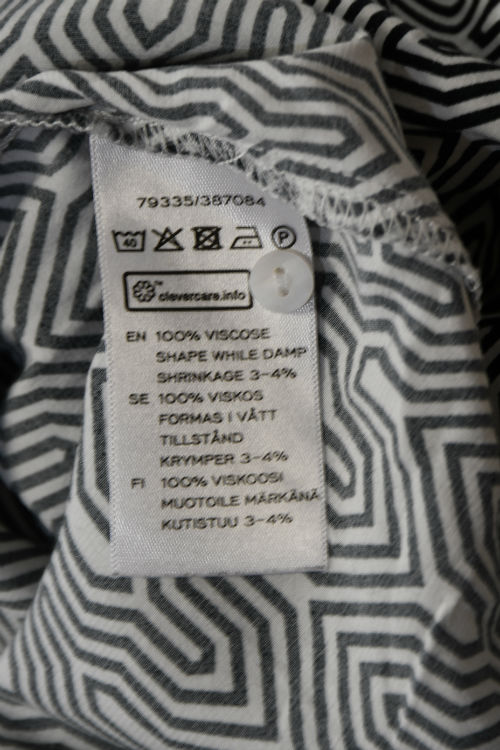 79335/387084
40 P
clevercare.info
EN 100% VISCOSE
SHAPE WHILE DAMP
SHRINKAGE 3-4%
SE 100% VISKOS
FORMAS I VÅTT
TILLSTÅND
KRYMPER 3-4%
FI 100% VISKOOSI
MUOTOILE MÄRKÄNÄ
KUTISTUU 3-4%